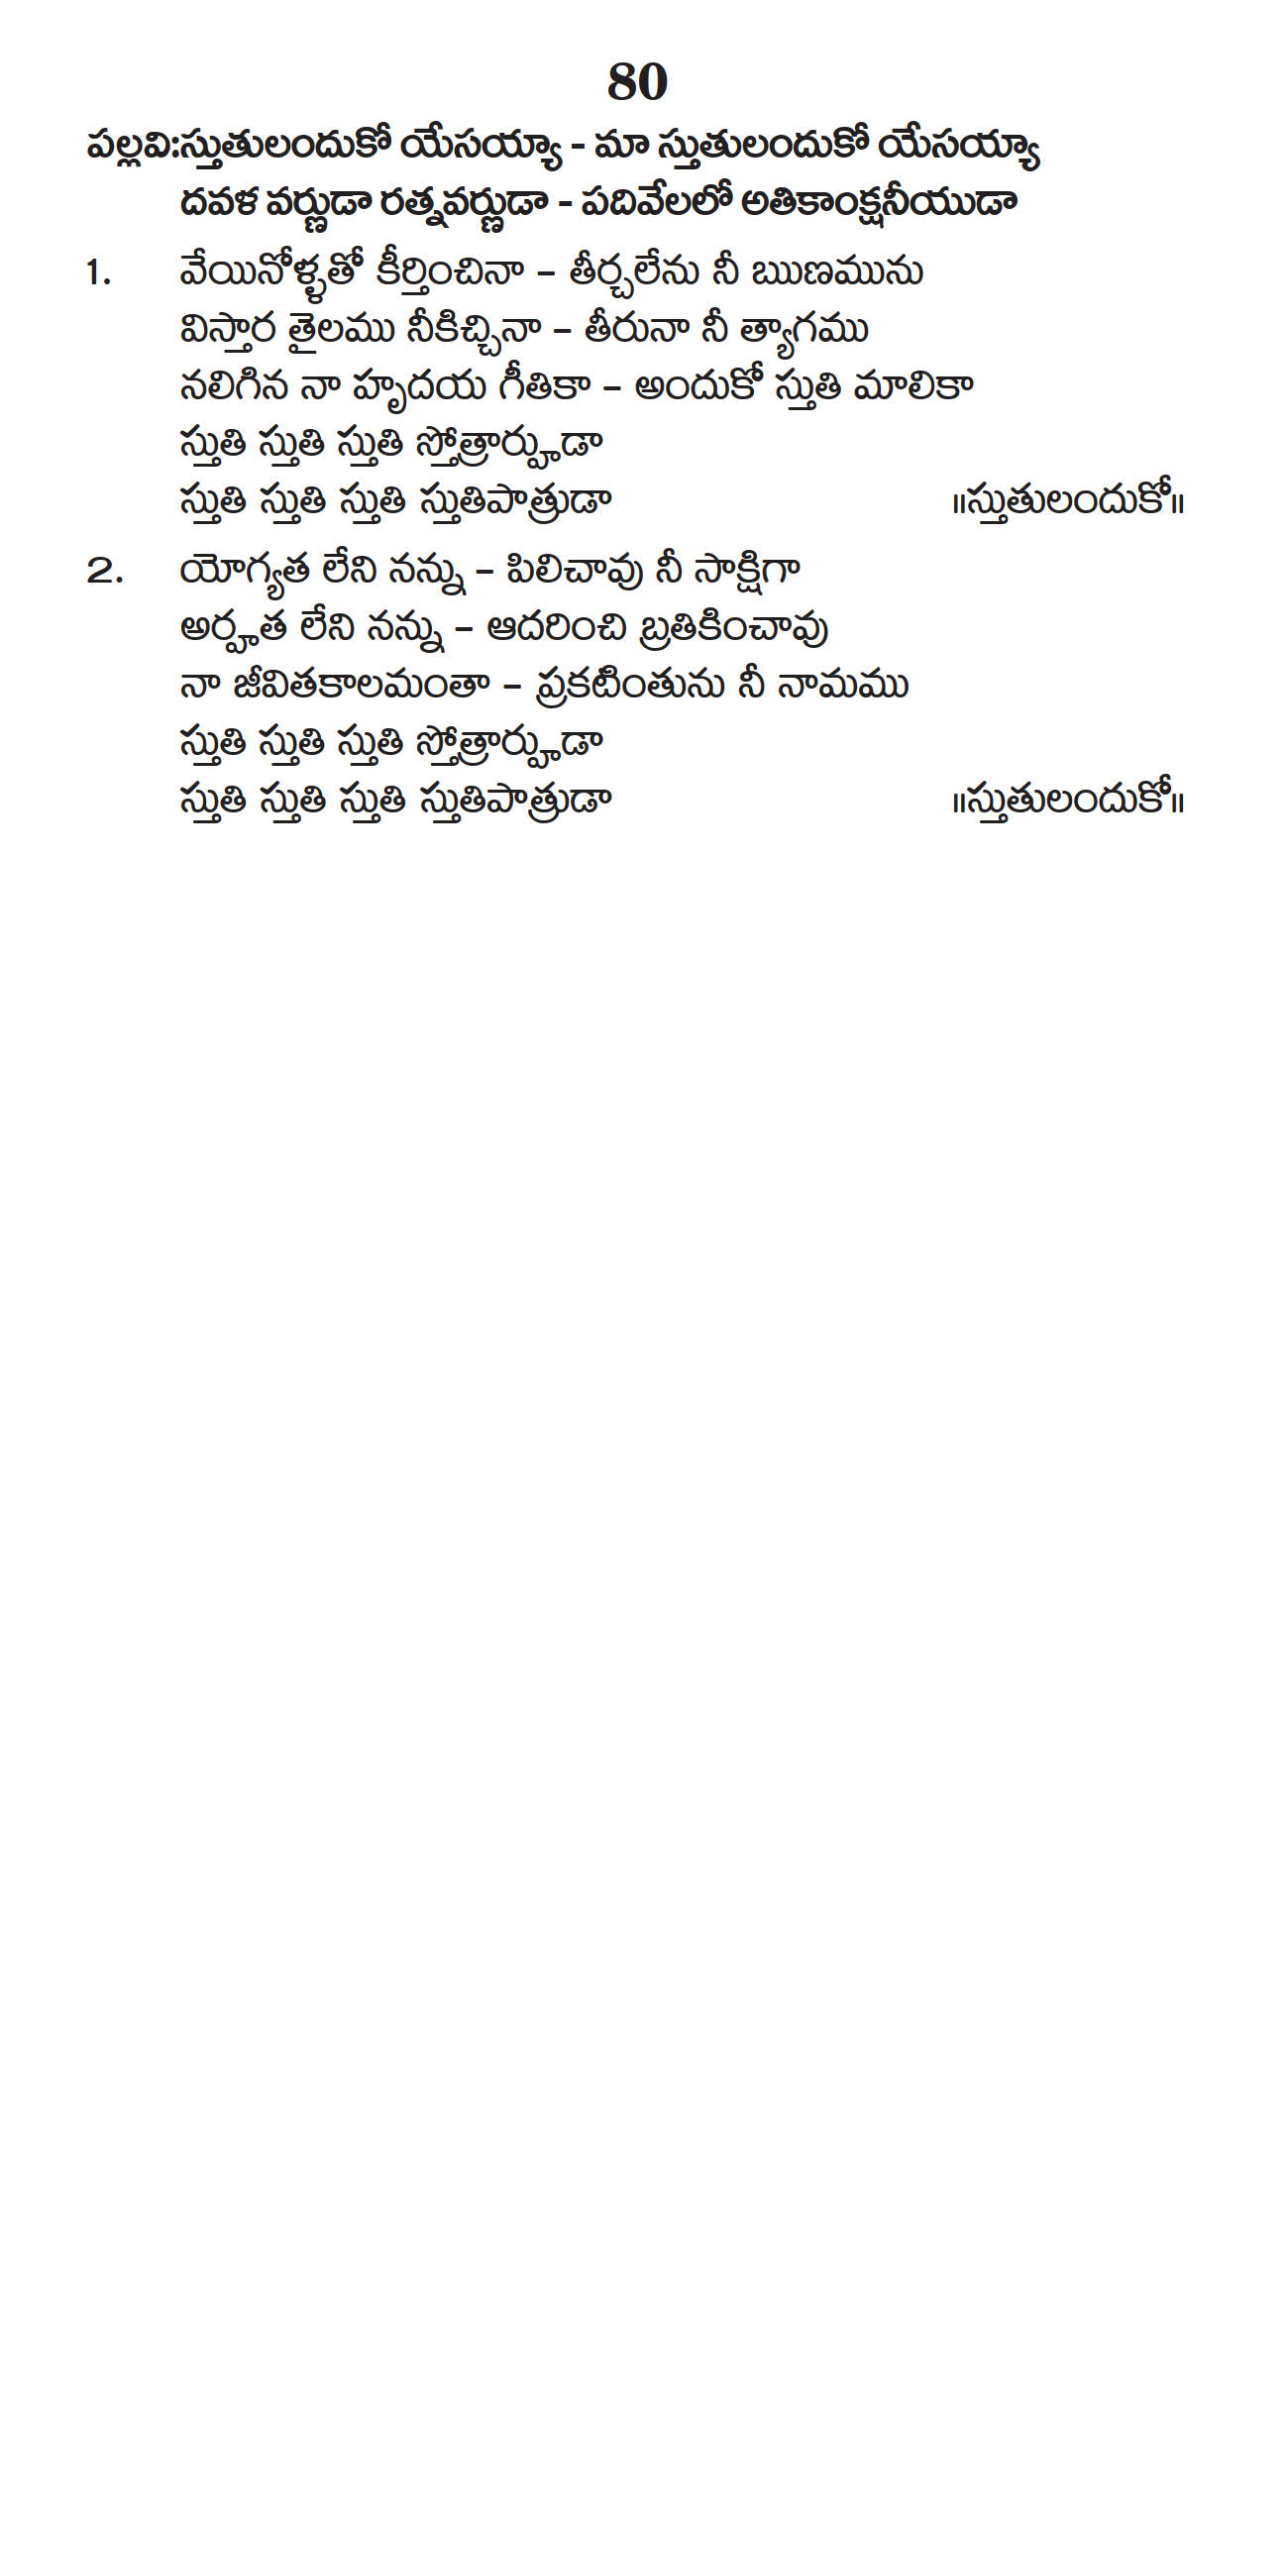 80
పల్లవి:స్తుతులందుకో యేసయ్యా - మా స్తుతులందుకో యేసయ్యా
దవళ వర్ణుడా రత్నవర్ణుడా - పదివేలలో అతికాంక్షనీయుడా
1. వేయినోళ్ళతో కీర్తించినా – తీర్చలేను నీ ఋణమును
విస్తార తైలము నీకిచ్చినా – తీరునా నీ త్యాగము
నలిగిన నా హృదయ గీతికా – అందుకో స్తుతి మాలికా
స్తుతి స్తుతి స్తుతి స్తోత్రార్హుడా
స్తుతి స్తుతి స్తుతి స్తుతిపాత్రుడా ॥స్తుతులందుకో॥
2. యోగ్యత లేని నన్ను – పిలిచావు నీ సాక్షిగా
అర్హత లేని నన్ను – ఆదరించి బ్రతికించావు
నా జీవితకాలమంతా – ప్రకటింతును నీ నామము
స్తుతి స్తుతి స్తుతి స్తోత్రార్హుడా
స్తుతి స్తుతి స్తుతి స్తుతిపాత్రుడా ॥స్తుతులందుకో॥